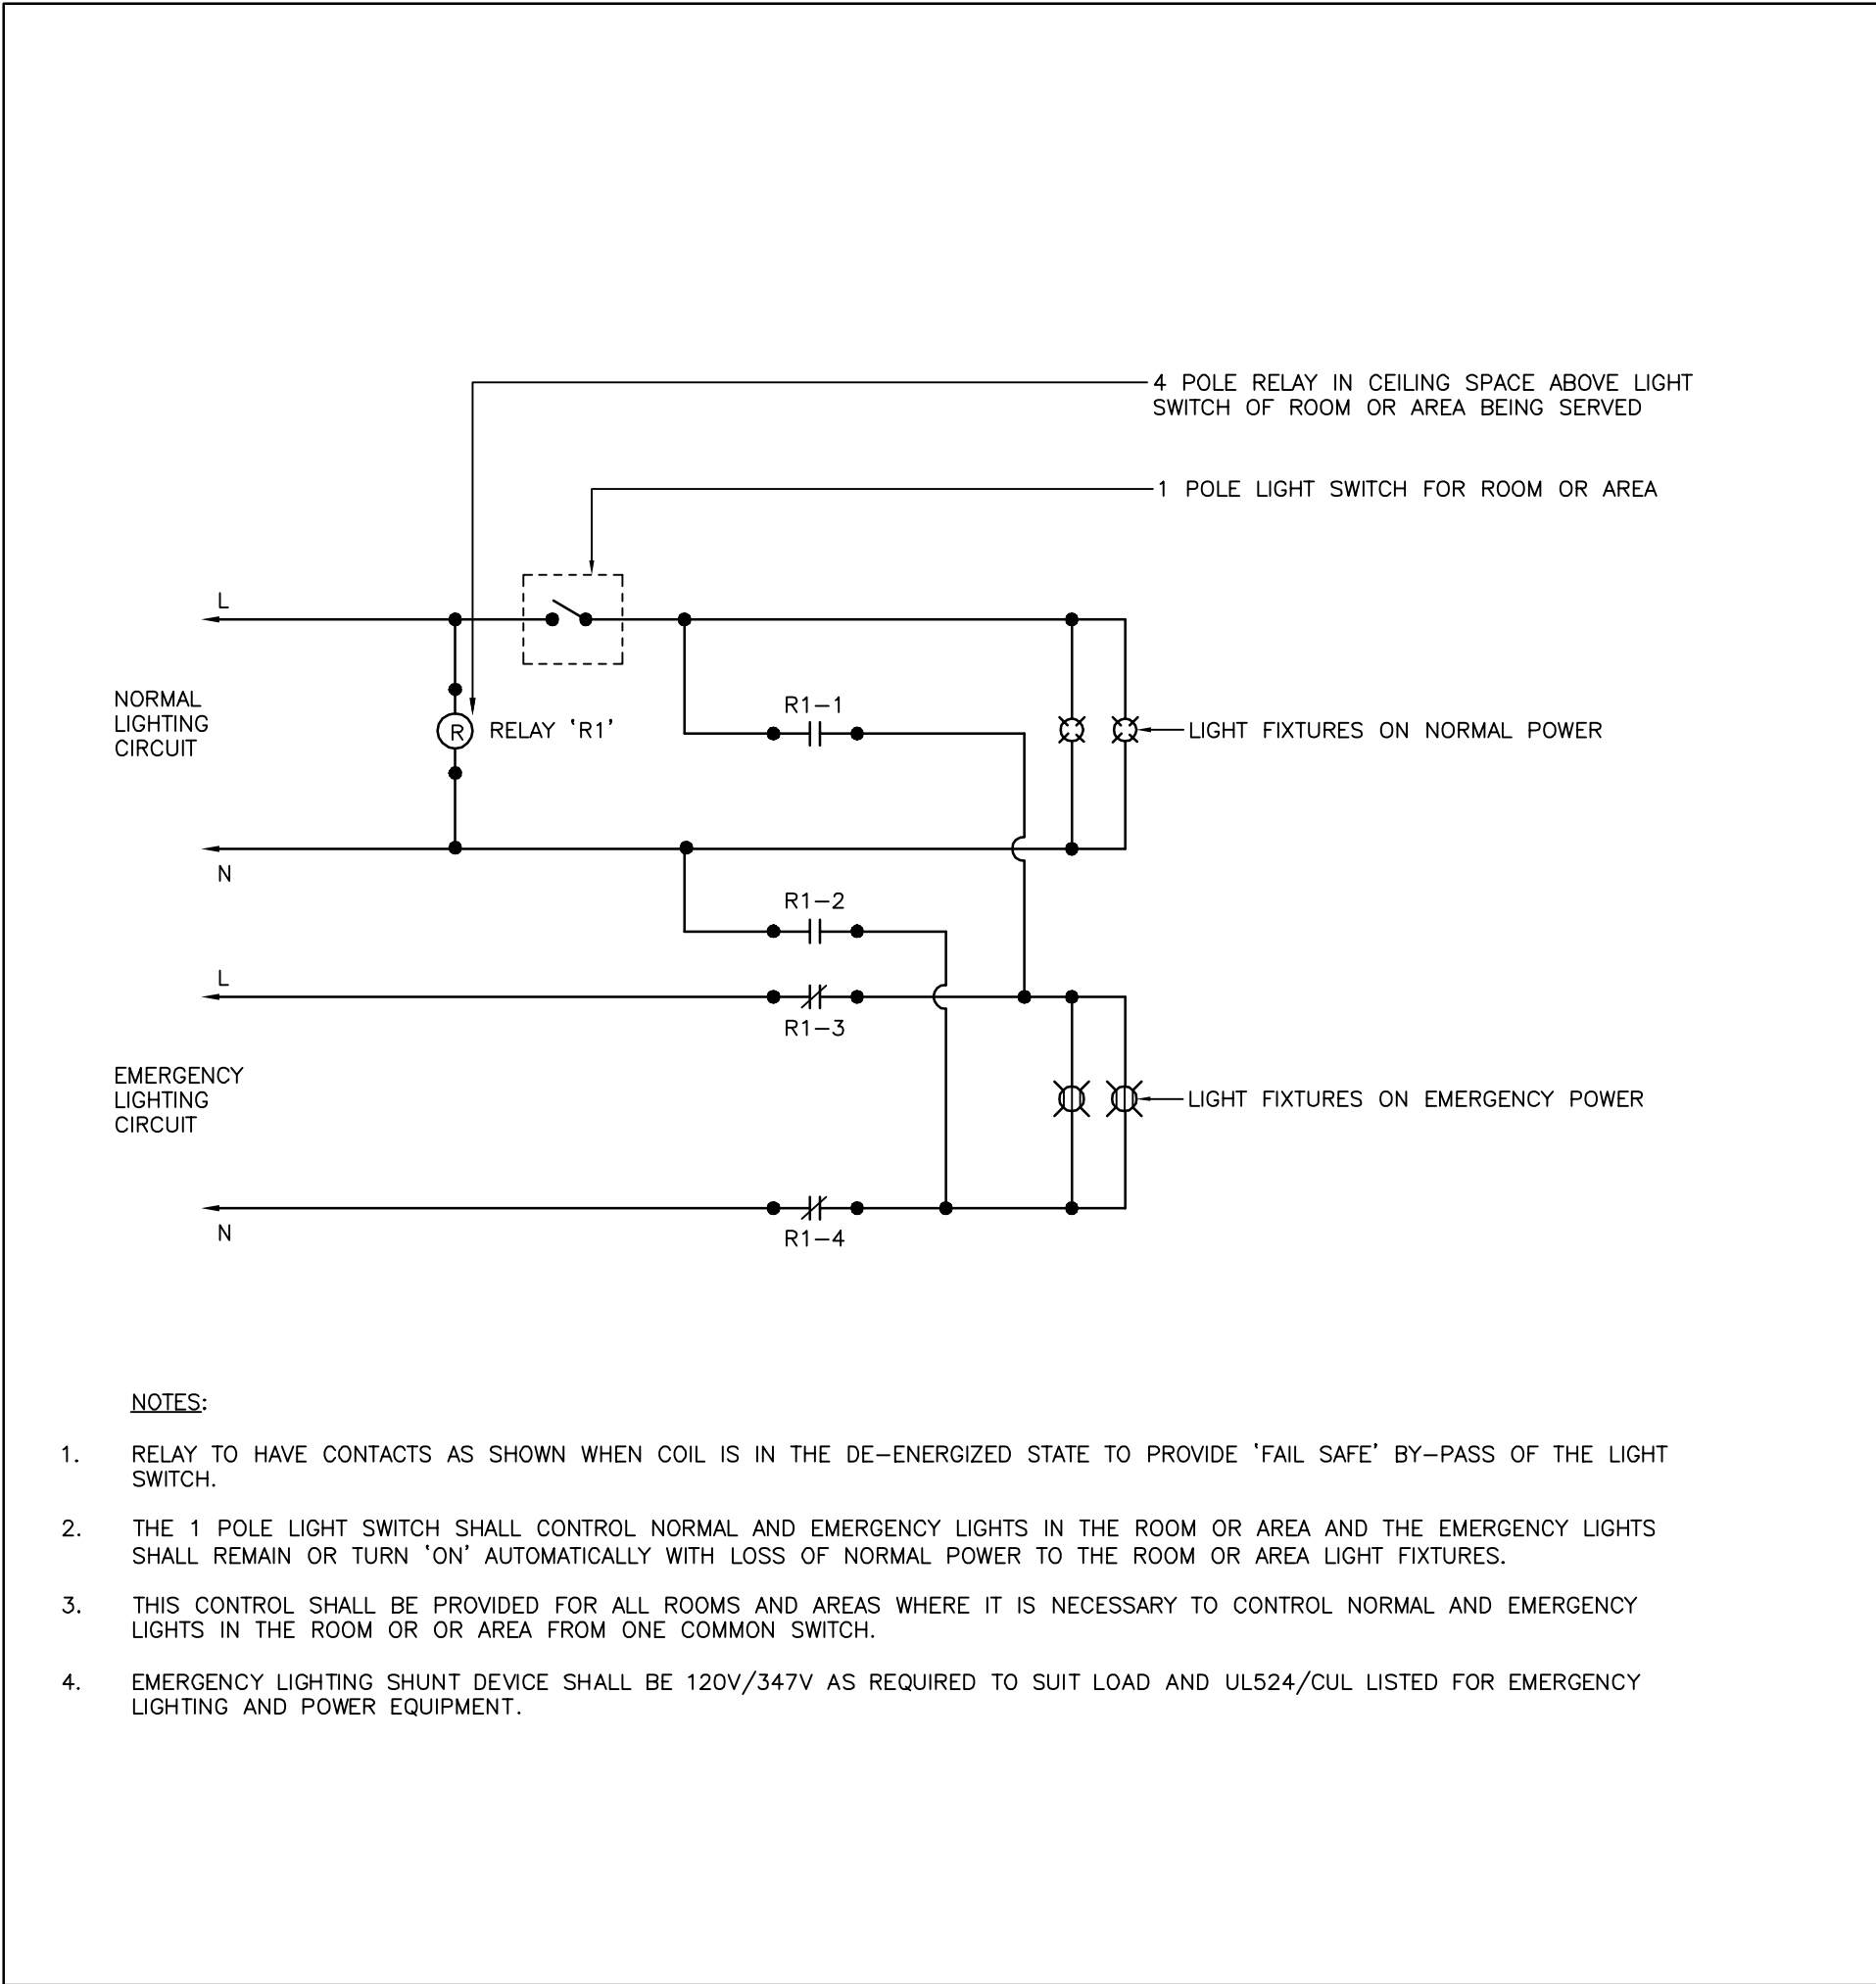 4 POLE RELAY IN CEILING SPACE ABOVE LIGHT
SWITCH OF ROOM OR AREA BEING SERVED
1 POLE LIGHT SWITCH FOR ROOM OR AREA
L
NORMAL
LIGHTING
CIRCUIT
R
RELAY 'R1'
R1-1
LIGHT FIXTURES ON NORMAL POWER
N
R1-2
L
R1-3
EMERGENCY
LIGHTING
CIRCUIT
LIGHT FIXTURES ON EMERGENCY POWER
N
R1-4
NOTES:
1. RELAY TO HAVE CONTACTS AS SHOWN WHEN COIL IS IN THE DE-ENERGIZED STATE TO PROVIDE 'FAIL SAFE' BY-PASS OF THE LIGHT
SWITCH.
2. THE 1 POLE LIGHT SWITCH SHALL CONTROL NORMAL AND EMERGENCY LIGHTS IN THE ROOM OR AREA AND THE EMERGENCY LIGHTS
SHALL REMAIN OR TURN 'ON' AUTOMATICALLY WITH LOSS OF NORMAL POWER TO THE ROOM OR AREA LIGHT FIXTURES.
3. THIS CONTROL SHALL BE PROVIDED FOR ALL ROOMS AND AREAS WHERE IT IS NECESSARY TO CONTROL NORMAL AND EMERGENCY
LIGHTS IN THE ROOM OR OR AREA FROM ONE COMMON SWITCH.
4. EMERGENCY LIGHTING SHUNT DEVICE SHALL BE 120V/347V AS REQUIRED TO SUIT LOAD AND UL524/CUL LISTED FOR EMERGENCY
LIGHTING AND POWER EQUIPMENT.